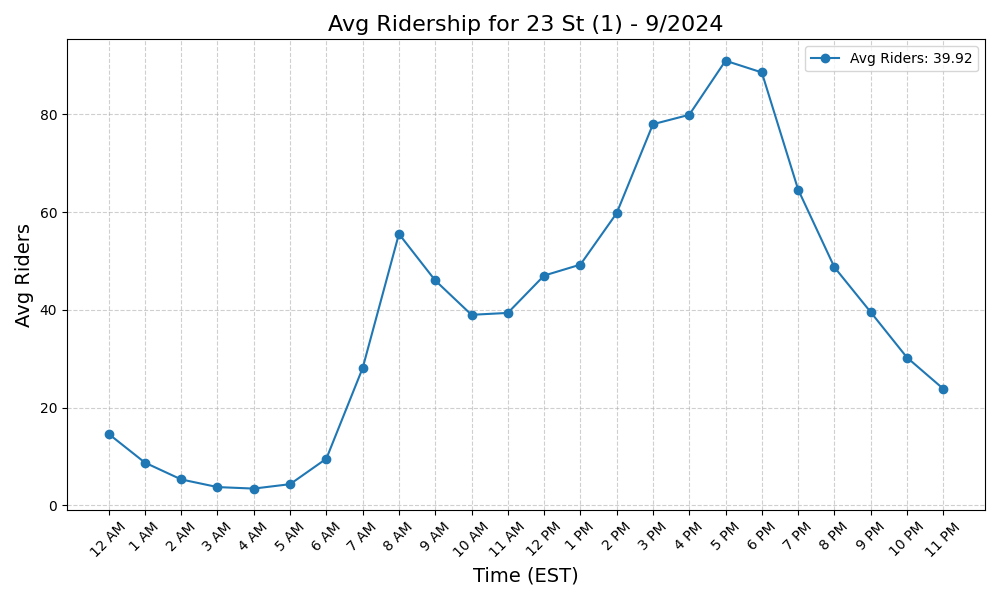 Avg Ridership for 23 St (1) - 9/2024
Avg Riders: 39.92
Avg Riders
80
60
40
20
0
12 AM
1 AM
2 AM
3 AM
4 AM
5 AM
6 AM
7 AM
8 AM
9 AM
10 AM
11 AM
12 PM
1 PM
2 PM
3 PM
4 PM
5 PM
6 PM
7 PM
8 PM
9 PM
10 PM
11 PM
Time (EST)